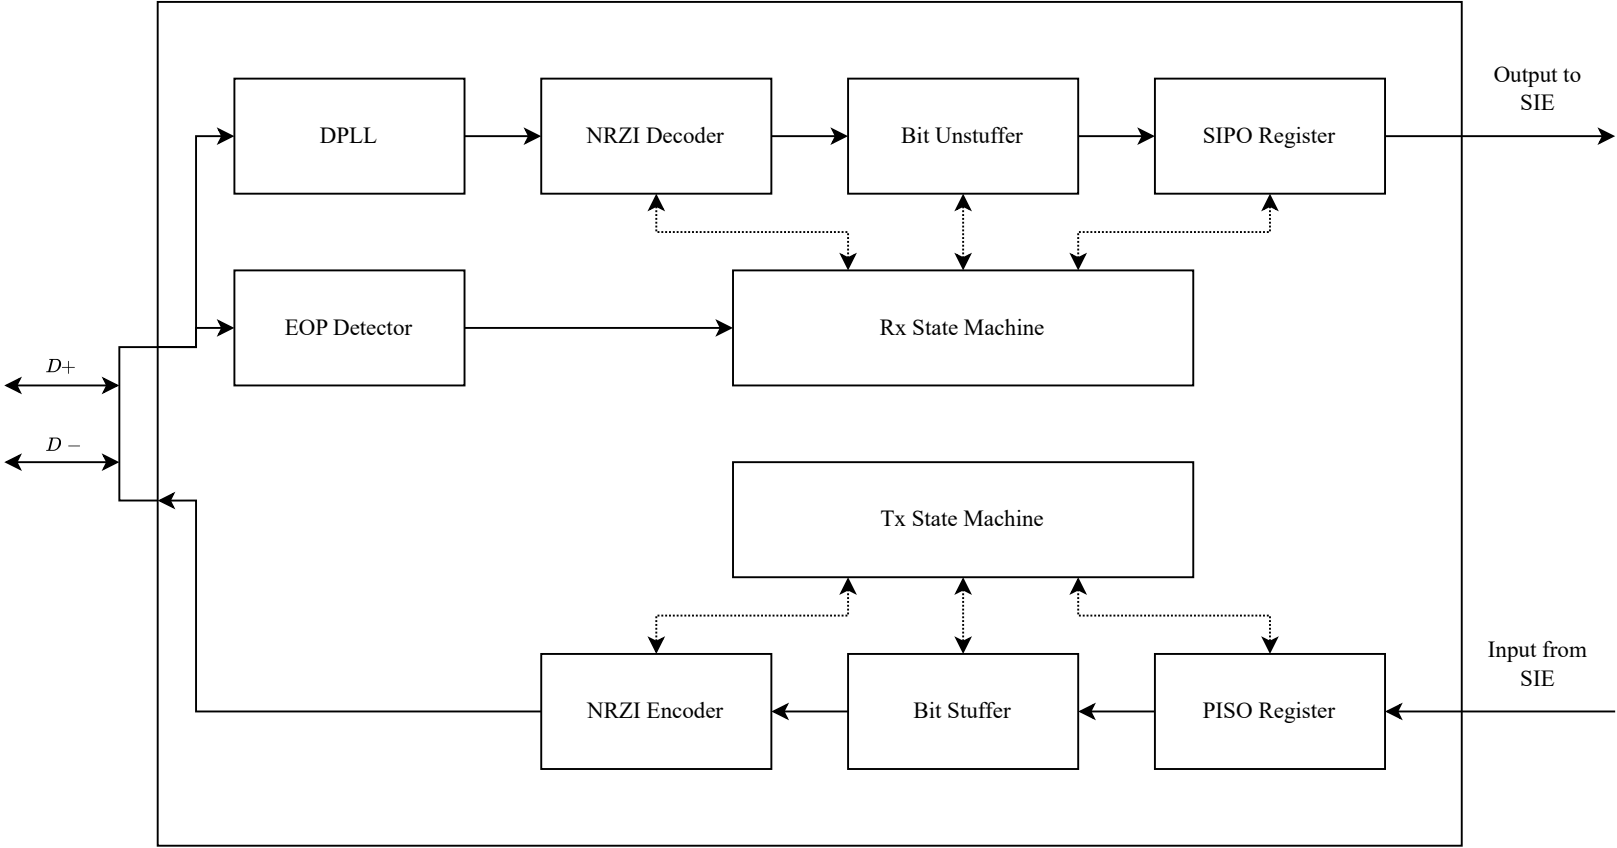 Output to
SIE
DPLL
NRZI Decoder
Bit Unstuffer
SIPO Register
EOP Detector
Rx State Machine
D+
D −
Tx State Machine
Input from
SIE
NRZI Encoder
Bit Stuffer
PISO Register